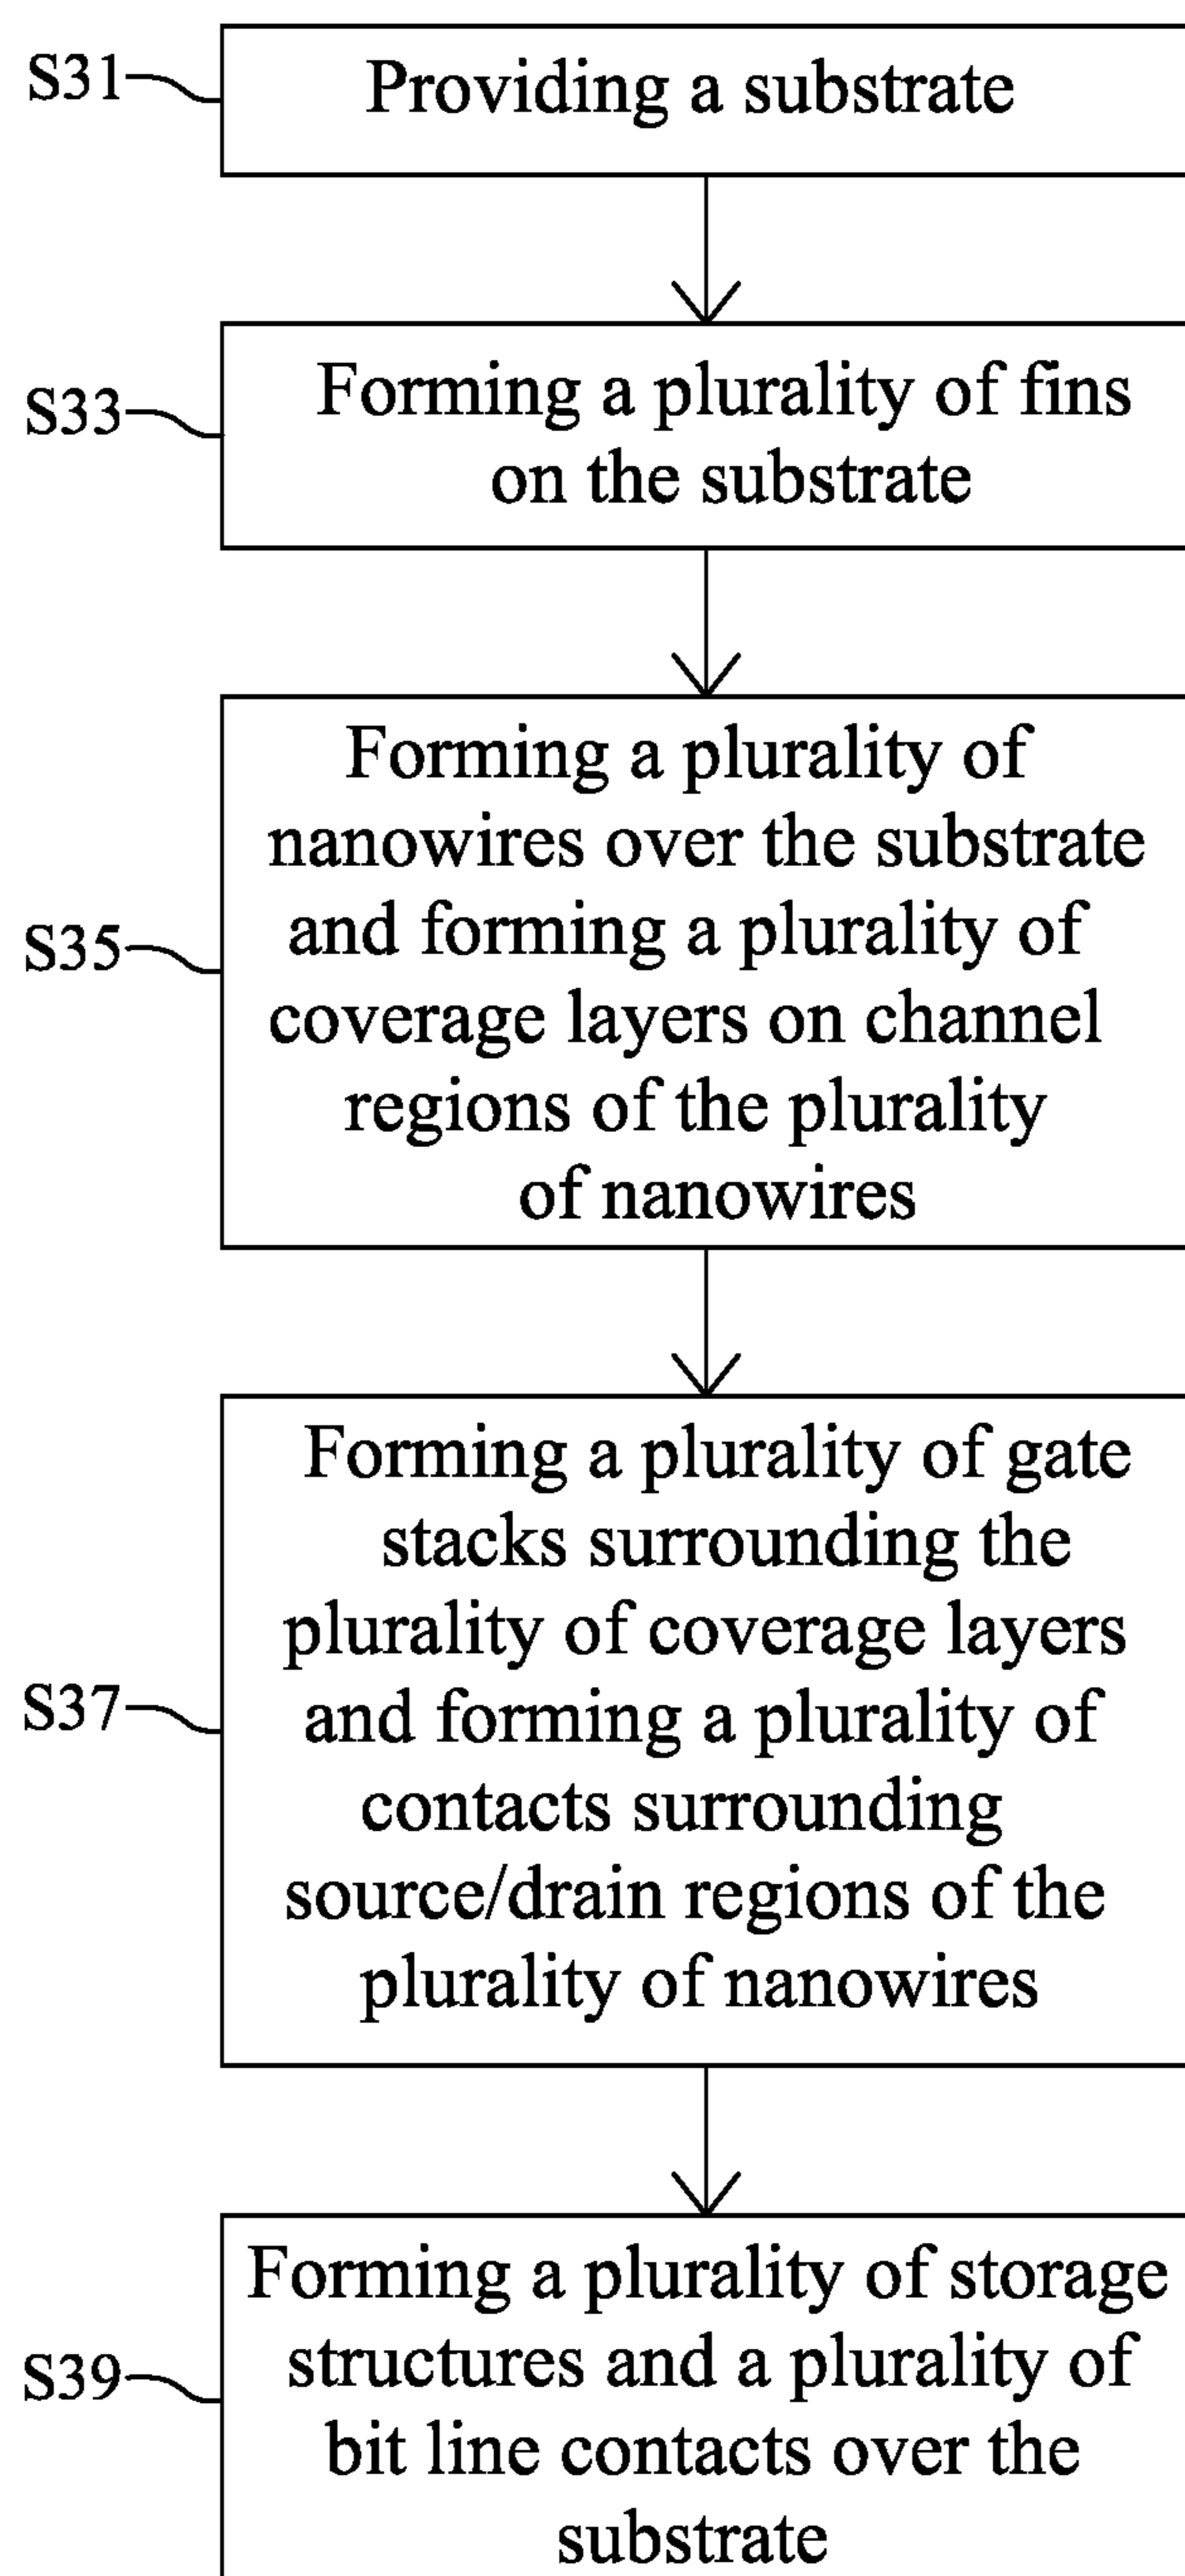 S31
Providing a substrate
S33
Forming a plurality of fins
on the substrate
S35
Forming a plurality of
nanowires over the substrate
and forming a plurality of
coverage layers on channel
regions of the plurality
of nanowires
S37
Forming a plurality of gate
stacks surrounding the
plurality of coverage layers
and forming a plurality of
contacts surrounding
source/drain regions of the
plurality of nanowires
S39
Forming a plurality of storage
structures and a plurality of
bit line contacts over the
substrate